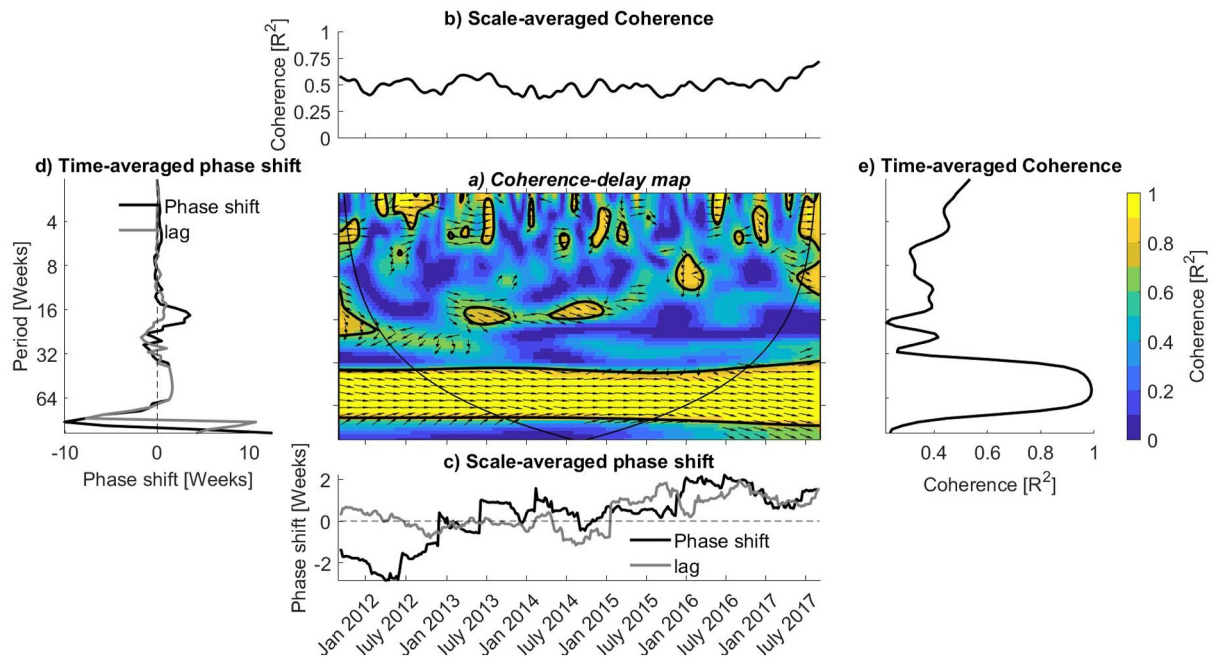 b) Scale-averaged Coherence
Coherence [R²]
1
0.75
0.5
0.25
0
d) Time-averaged phase shift
Period [Weeks]
4
8
16
32
64
Phase shift
lag
-10
0
10
Phase shift [Weeks]
a) Coherence-delay map
e) Time-averaged Coherence
0.4
0.6
0.8
1
Coherence [R²]
1
0.8
0.6
0.4
0.2
0
Coherence [R²]
c) Scale-averaged phase shift
Phase shift [Weeks]
2
0
-2
Phase shift
lag
Jan 2012
July 2012
Jan 2013
July 2013
Jan 2014
July 2014
Jan 2015
July 2015
Jan 2016
July 2016
Jan 2017
July 2017